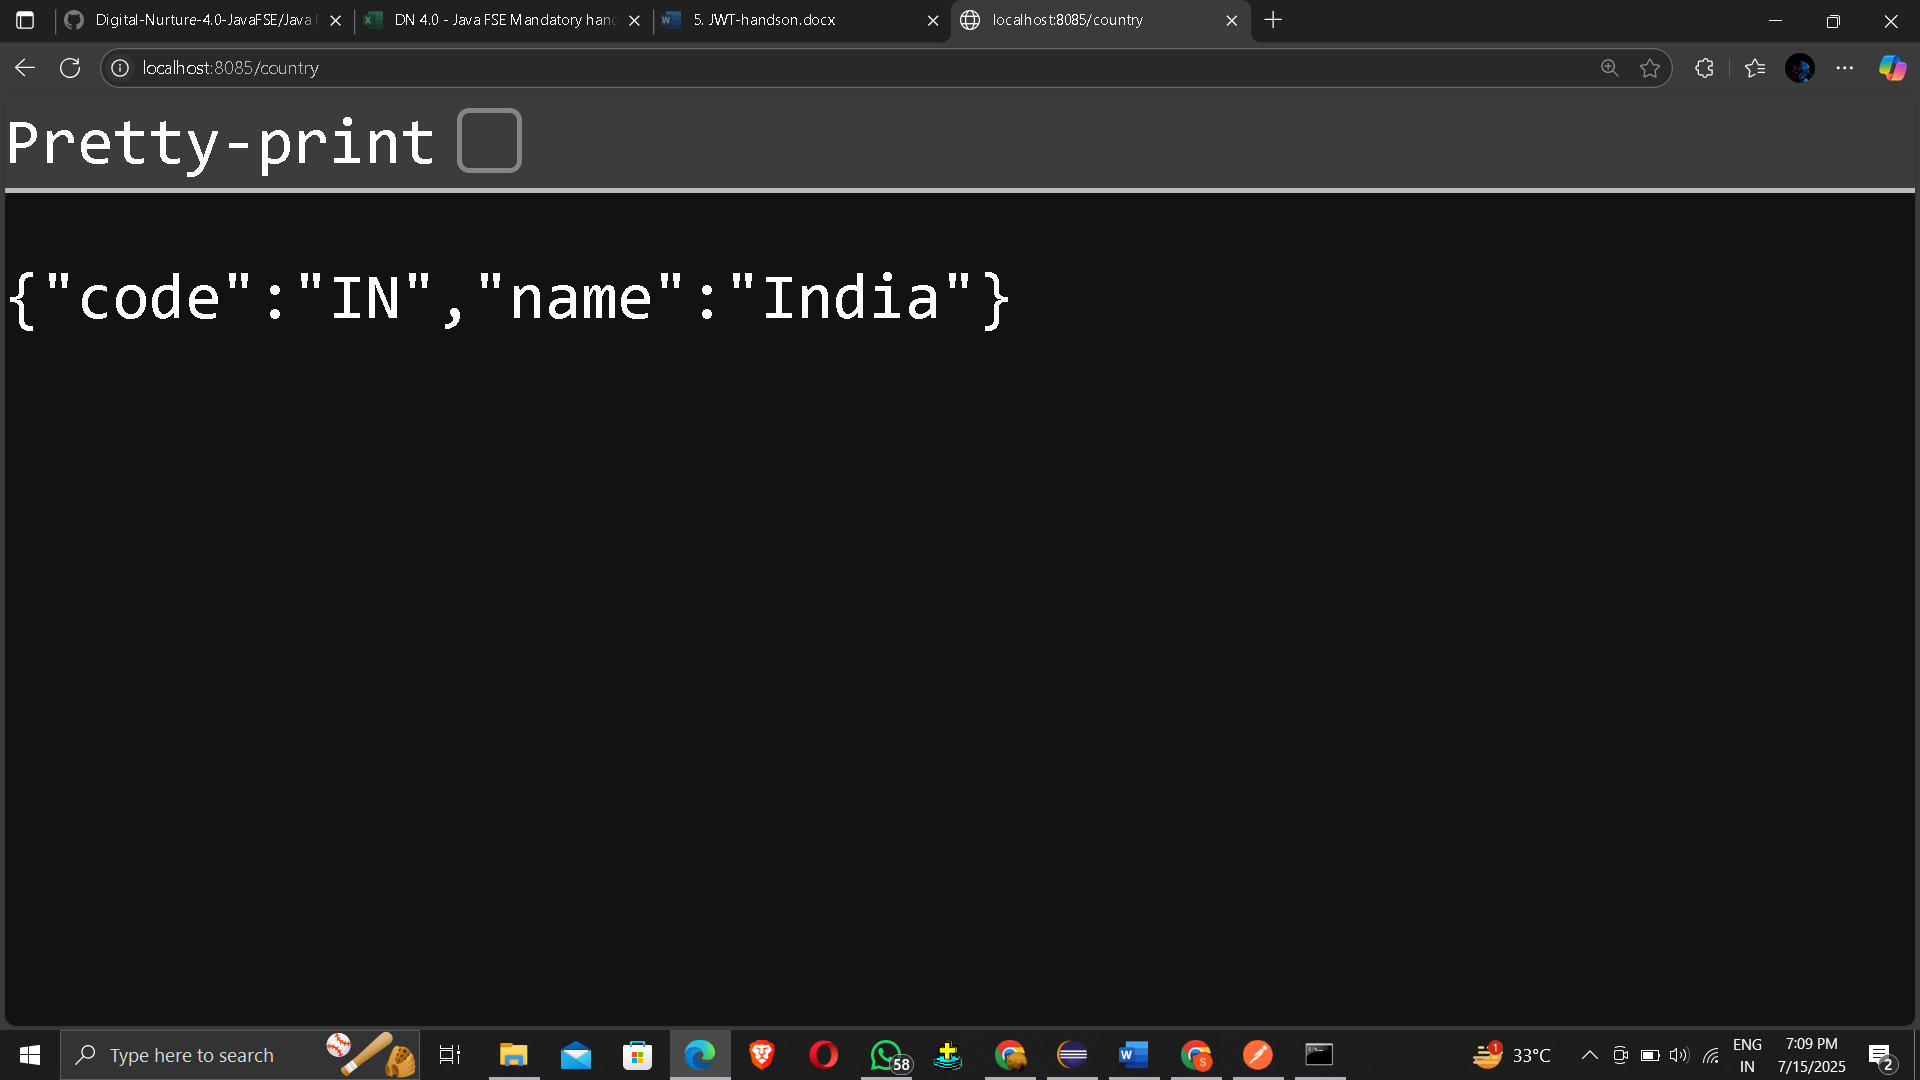 Digital-Nurture-4.0-JavaFSE/Java F
DN 4.0 - Java FSE Mandatory hand
5. JWT-handson.docx
localhost:8085/country
localhost:8085/country
Pretty-print
{"code":"IN","name":"India"}
Type here to search
58
1
33°C
ENG
IN
7:09 PM
7/15/2025
2